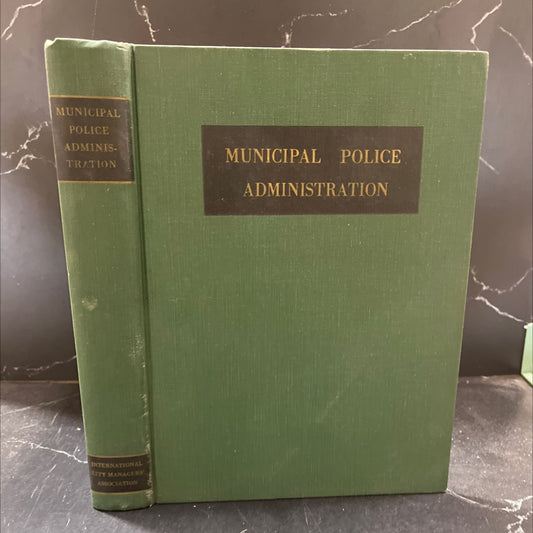 MUNICIPAL
POLICE
ADMINIS-
TRATION
INTERNATIONAL
CITY MANAGERS'
ASSOCIATION
MUNICIPAL POLICE
ADMINISTRATION